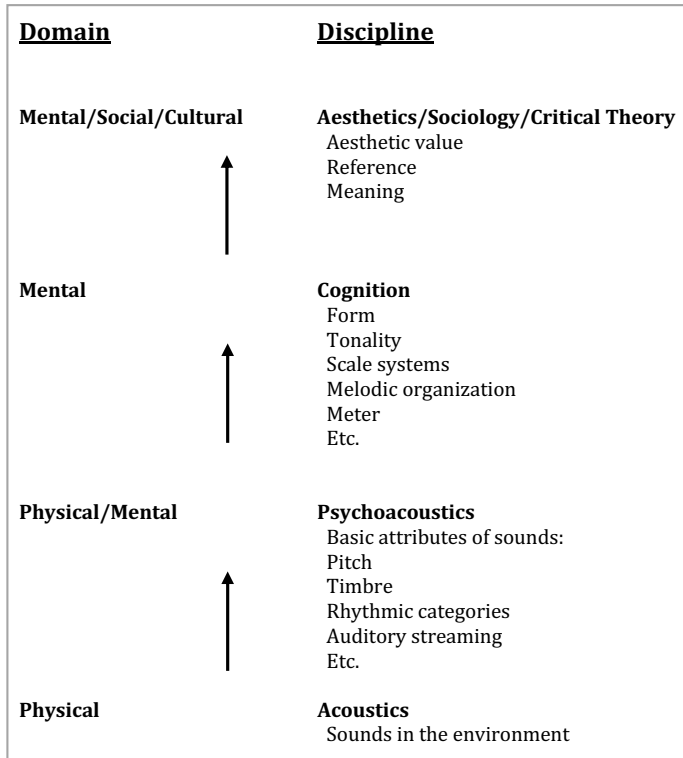 Domain Discipline
Mental/Social/Cultural Aesthetics/Sociology/Critical Theory
Aesthetic value
Reference
Meaning
Mental Cognition
Form
Tonality
Scale systems
Melodic organization
Meter
Etc.
Physical/Mental Psychoacoustics
Basic attributes of sounds:
Pitch
Timbre
Rhythmic categories
Auditory streaming
Etc.
Physical Acoustics
Sounds in the environment